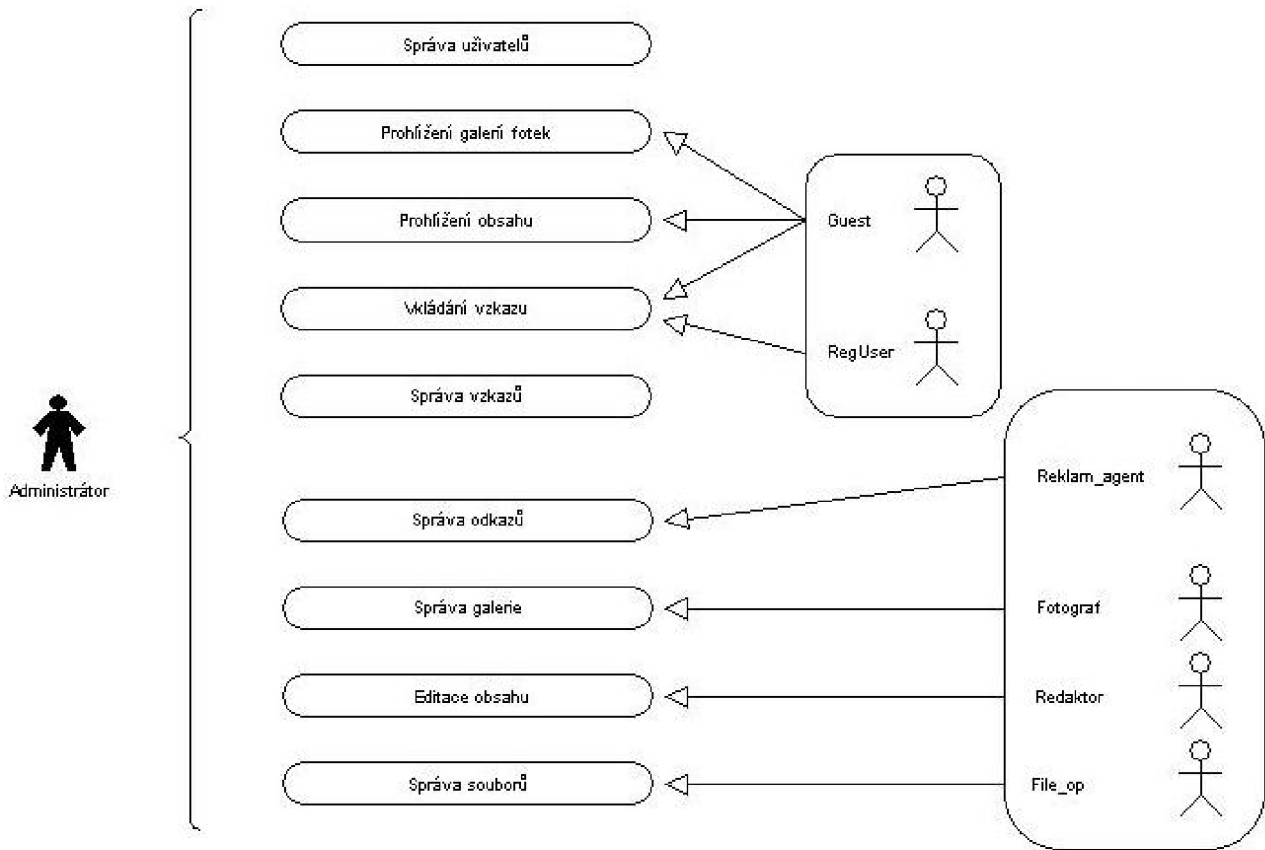 Správa uživatelů
Prohlížení galerií fotek
Prohlížení obsahu
Guest
Vkládání vzkazu
RegUser
Správa vzkazů
Administrátor
Reklam_agent
Správa odkazů
Správa galerie
Fotograf
Editace obsahu
Redaktor
Správa souborů
File_op